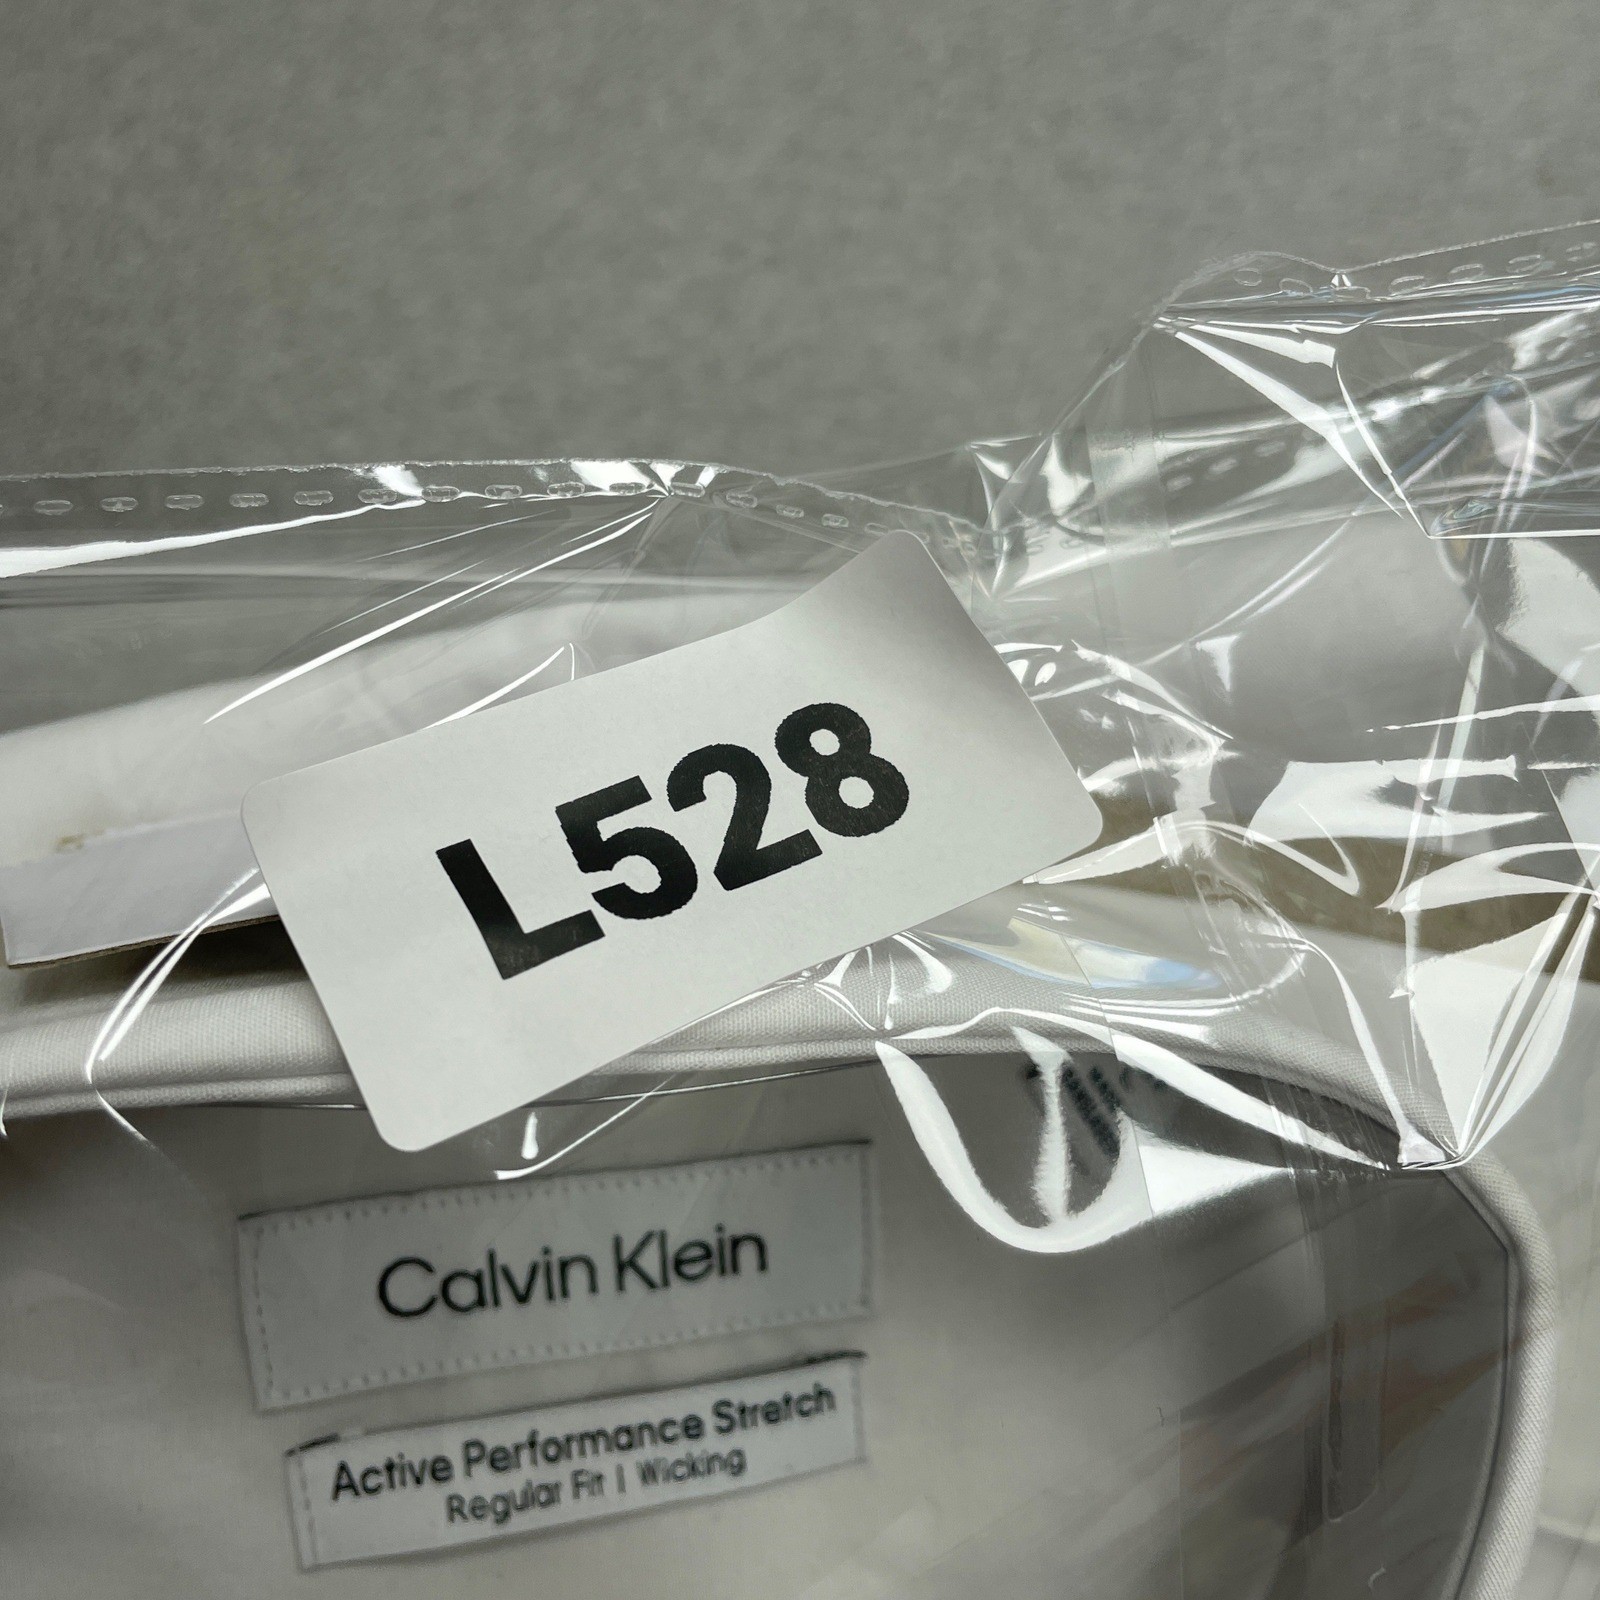 L528
Calvin Klein
Active Performance Stretch
Regular Fit | Wicking